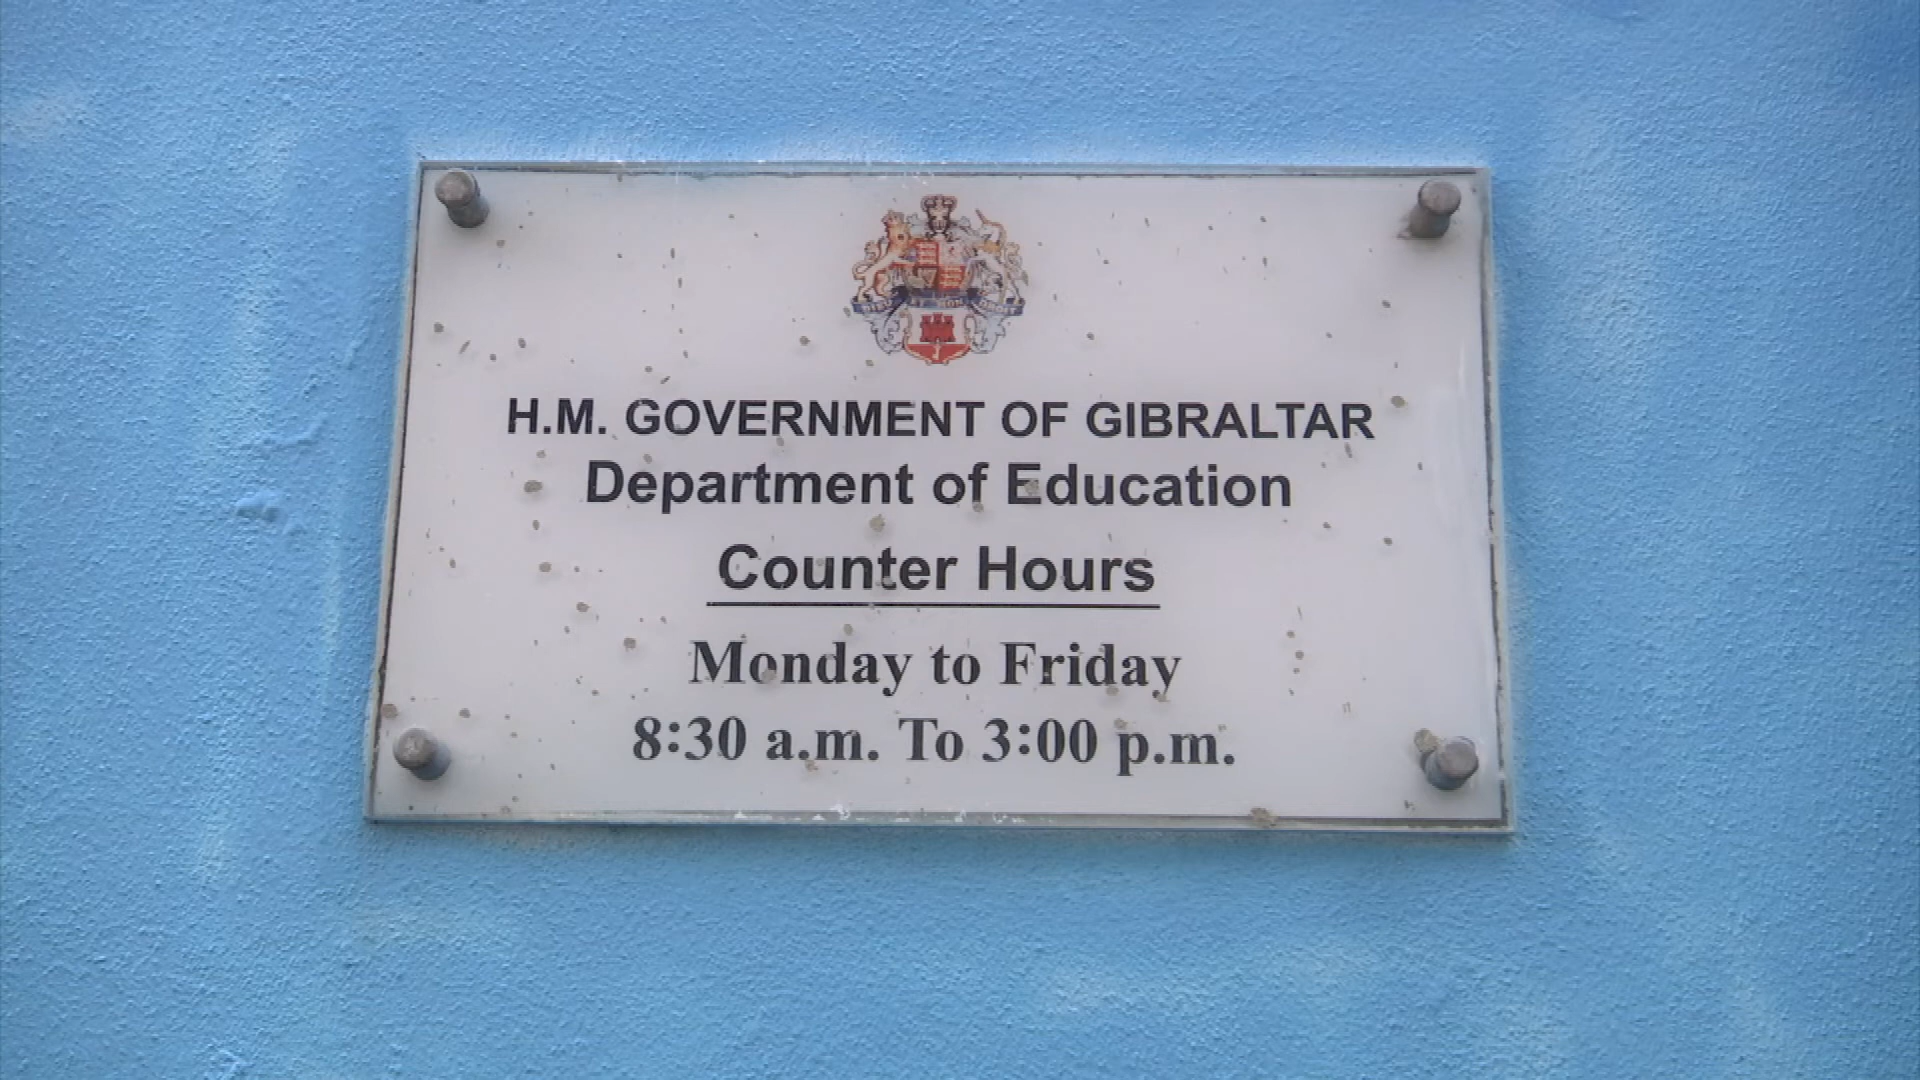 H.M. GOVERNMENT OF GIBRALTAR
Department of Education
Counter Hours
Monday to Friday
8:30 a.m. To 3:00 p.m.